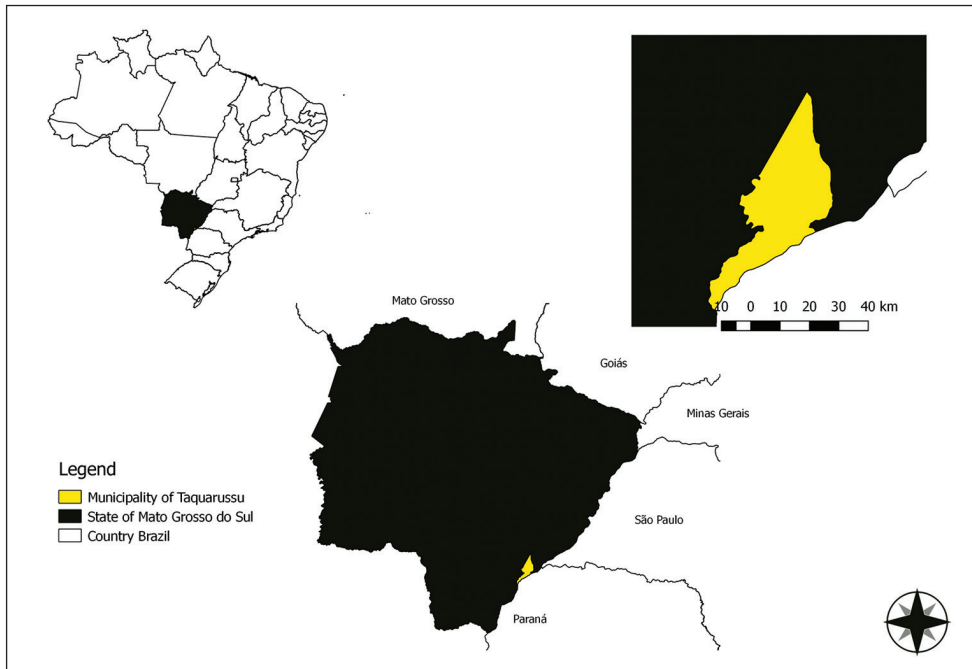 10 0 10 20 30 40 km
Mato Grosso
Goiás
Minas Gerais
São Paulo
Paraná
Legend
Municipality of Taquarussu
State of Mato Grosso do Sul
Country Brazil